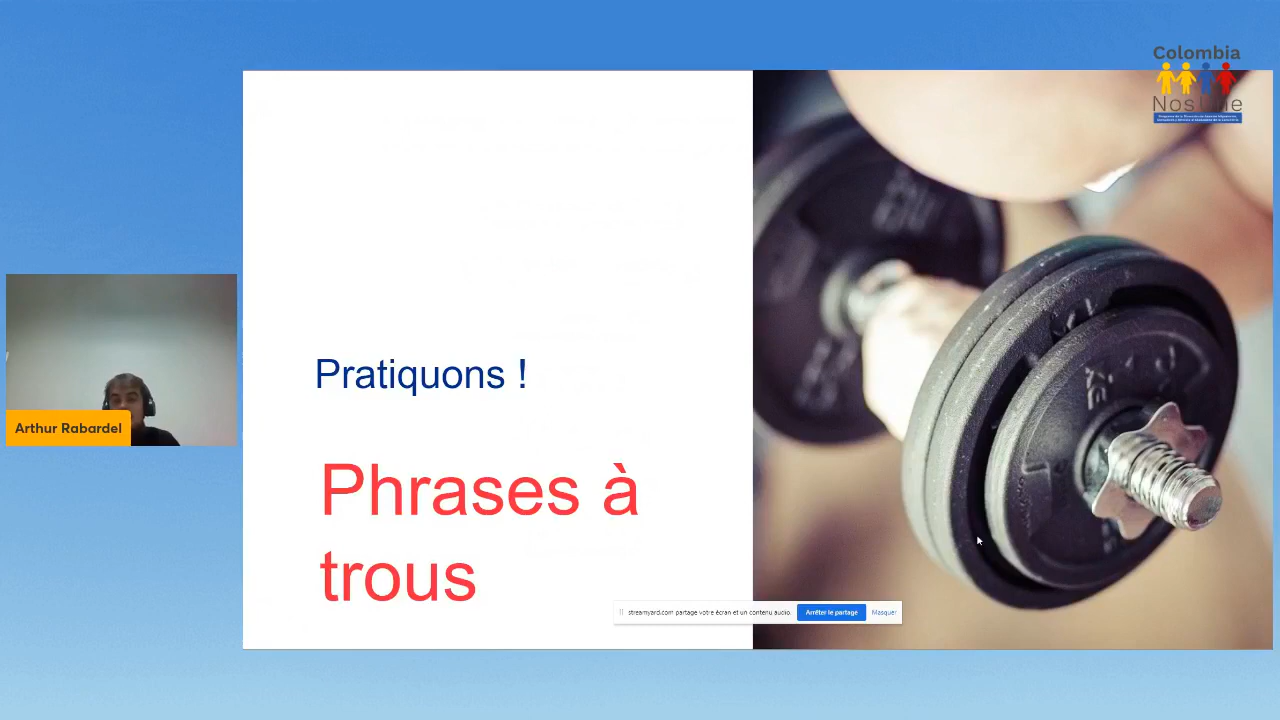 Colombia
Nos Une
Pratiquons !
Phrases à
trous
Arthur Rabardel
streamyard.com partage votre écran et un contenu audio.
Arrêter le partage
Masquer